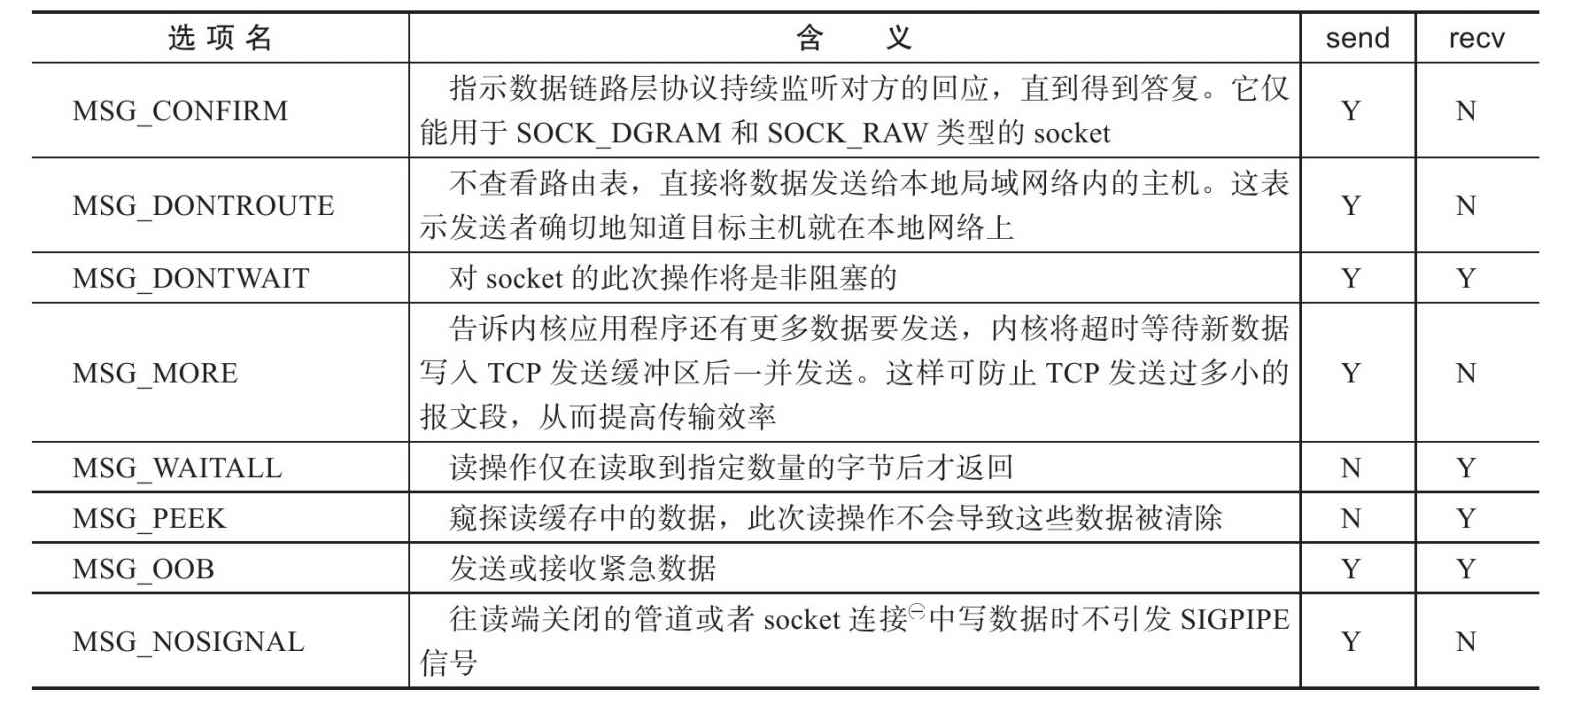 选项名 含 义 send recv
指示数据链路层协议持续监听对方的回应，直到得到答复。它仅
MSG_CONFIRM Y N
能用于 SOCK_DGRAM 和 SOCK_RAW 类型的 socket
不查看路由表，直接将数据发送给本地局域网络内的主机。这表
MSG_DONTROUTE Y N
示发送者确切地知道目标主机就在本地网络上
MSG_DONTWAIT 对 socket 的此次操作将是非阻塞的 Y Y
告诉内核应用程序还有更多数据要发送，内核将超时等待新数据
MSG_MORE 写入 TCP 发送缓冲区后一并发送。这样可防止 TCP 发送过多小的 Y N
报文段，从而提高传输效率
MSG_WAITALL 读操作仅在读取到指定数量的字节后才返回 N Y
MSG_PEEK 窥探读缓存中的数据，此次读操作不会导致这些数据被清除 N Y
MSG_OOB 发送或接收紧急数据 Y Y
往读端关闭的管道或者 socket 连接㊀中写数据时不引发 SIGPIPE
MSG_NOSIGNAL Y N
信号